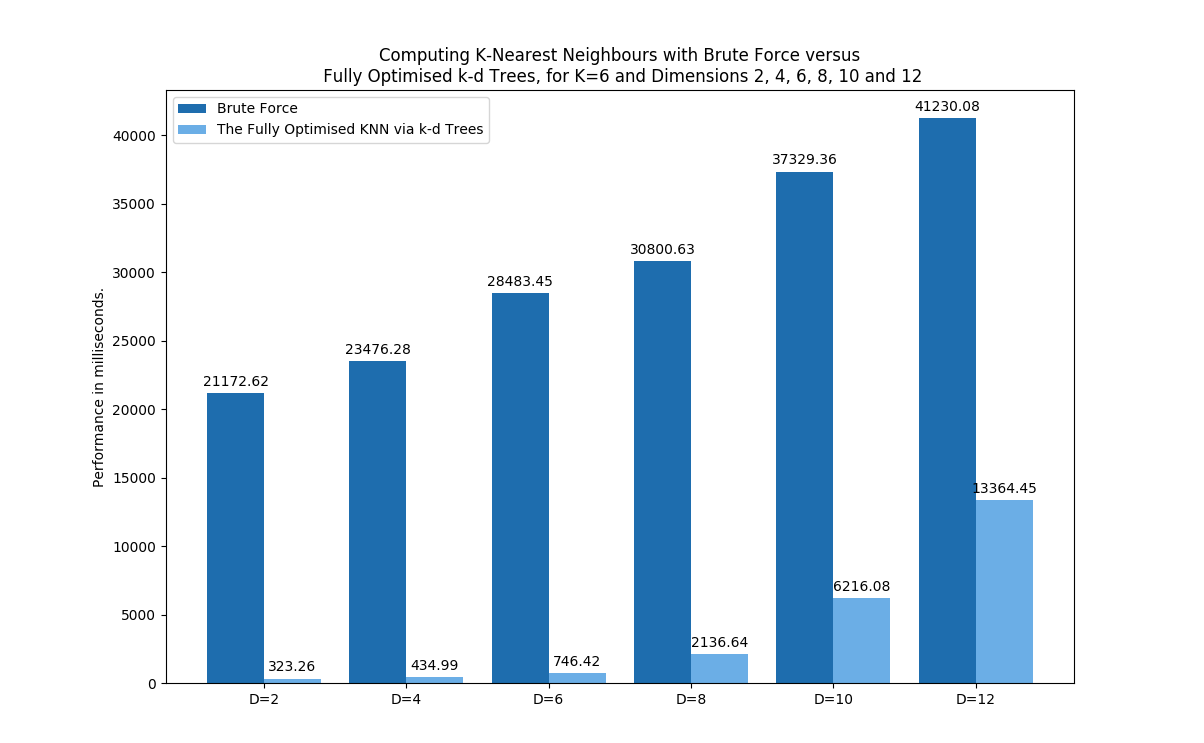 Computing K-Nearest Neighbours with Brute Force versus
Fully Optimised k-d Trees, for K=6 and Dimensions 2, 4, 6, 8, 10 and 12
Brute Force
The Fully Optimised KNN via k-d Trees
Performance in milliseconds.
40000
35000
30000
25000
20000
15000
10000
5000
0
21172.62
323.26
23476.28
434.99
28483.45
746.42
30800.63
2136.64
37329.36
6216.08
41230.08
13364.45
D=2
D=4
D=6
D=8
D=10
D=12